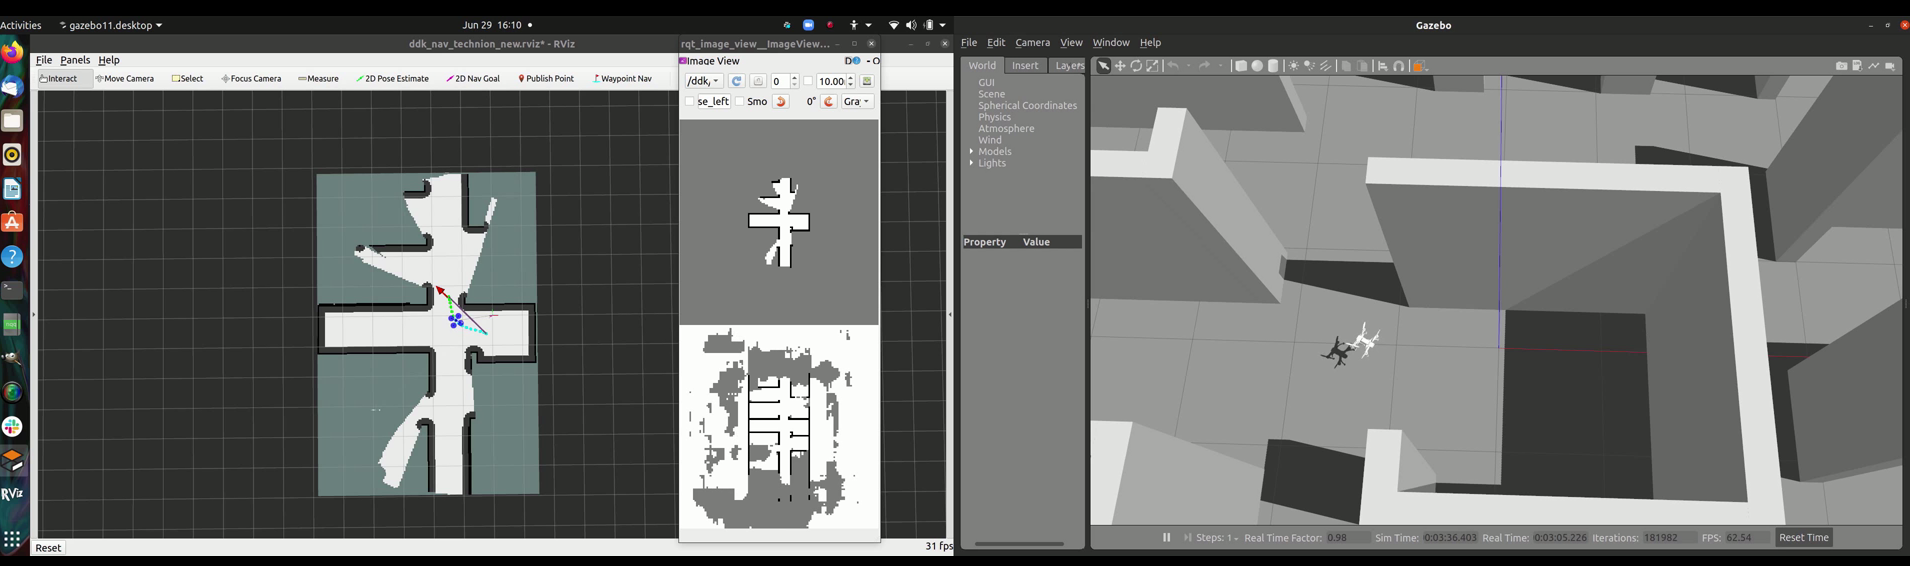 Activities
gazebo11.desktop
Jun 29 16:10
Gazebo
ddk_nav_technion_new.rviz* - RViz
rqt_image_view__ImageView...
File Panels Help
Image View
File Edit Camera View Window Help
Interact Move Camera Select Focus Camera Measure 2D Pose Estimate 2D Nav Goal Publish Point Waypoint Nav
/ddk/ 0 10.00
World Insert Layers
se_left Smo 0° Gra
GUI
Scene
Spherical Coordinates
Physics
Atmosphere
Wind
Models
Lights
Property Value
RViz
Reset
31 fps
Steps: 1 Real Time Factor: 0.98 Sim Time: 0:03:36.403 Real Time: 0:03:05.226 Iterations: 181982 FPS: 62.54 Reset Time